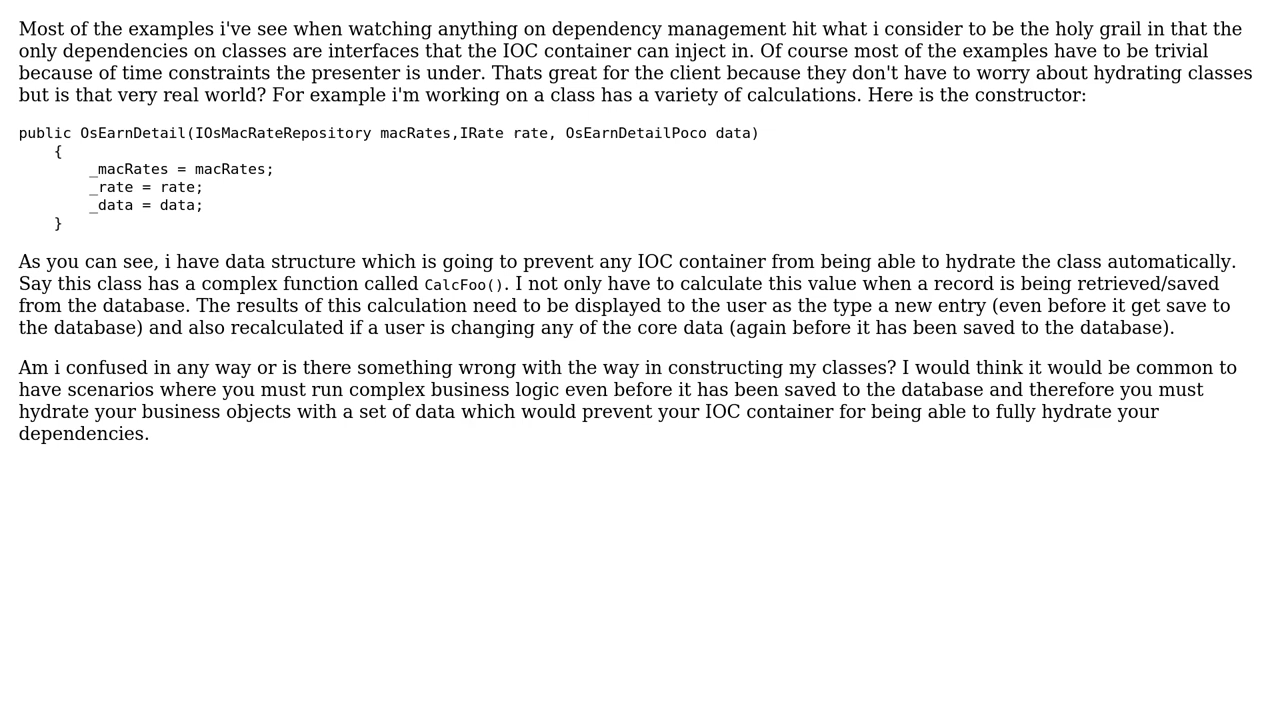 Most of the examples i've see when watching anything on dependency management hit what i consider to be the holy grail in that the
only dependencies on classes are interfaces that the IOC container can inject in. Of course most of the examples have to be trivial
because of time constraints the presenter is under. Thats great for the client because they don't have to worry about hydrating classes
but is that very real world? For example i'm working on a class has a variety of calculations. Here is the constructor:
public OsEarnDetail(IOsMacRateRepository macRates,IRate rate, OsEarnDetailPoco data)
    {
        _macRates = macRates;
        _rate = rate;
        _data = data;
    }
As you can see, i have data structure which is going to prevent any IOC container from being able to hydrate the class automatically.
Say this class has a complex function called CalcFoo(). I not only have to calculate this value when a record is being retrieved/saved
from the database. The results of this calculation need to be displayed to the user as the type a new entry (even before it get save to
the database) and also recalculated if a user is changing any of the core data (again before it has been saved to the database).
Am i confused in any way or is there something wrong with the way in constructing my classes? I would think it would be common to
have scenarios where you must run complex business logic even before it has been saved to the database and therefore you must
hydrate your business objects with a set of data which would prevent your IOC container for being able to fully hydrate your
dependencies.